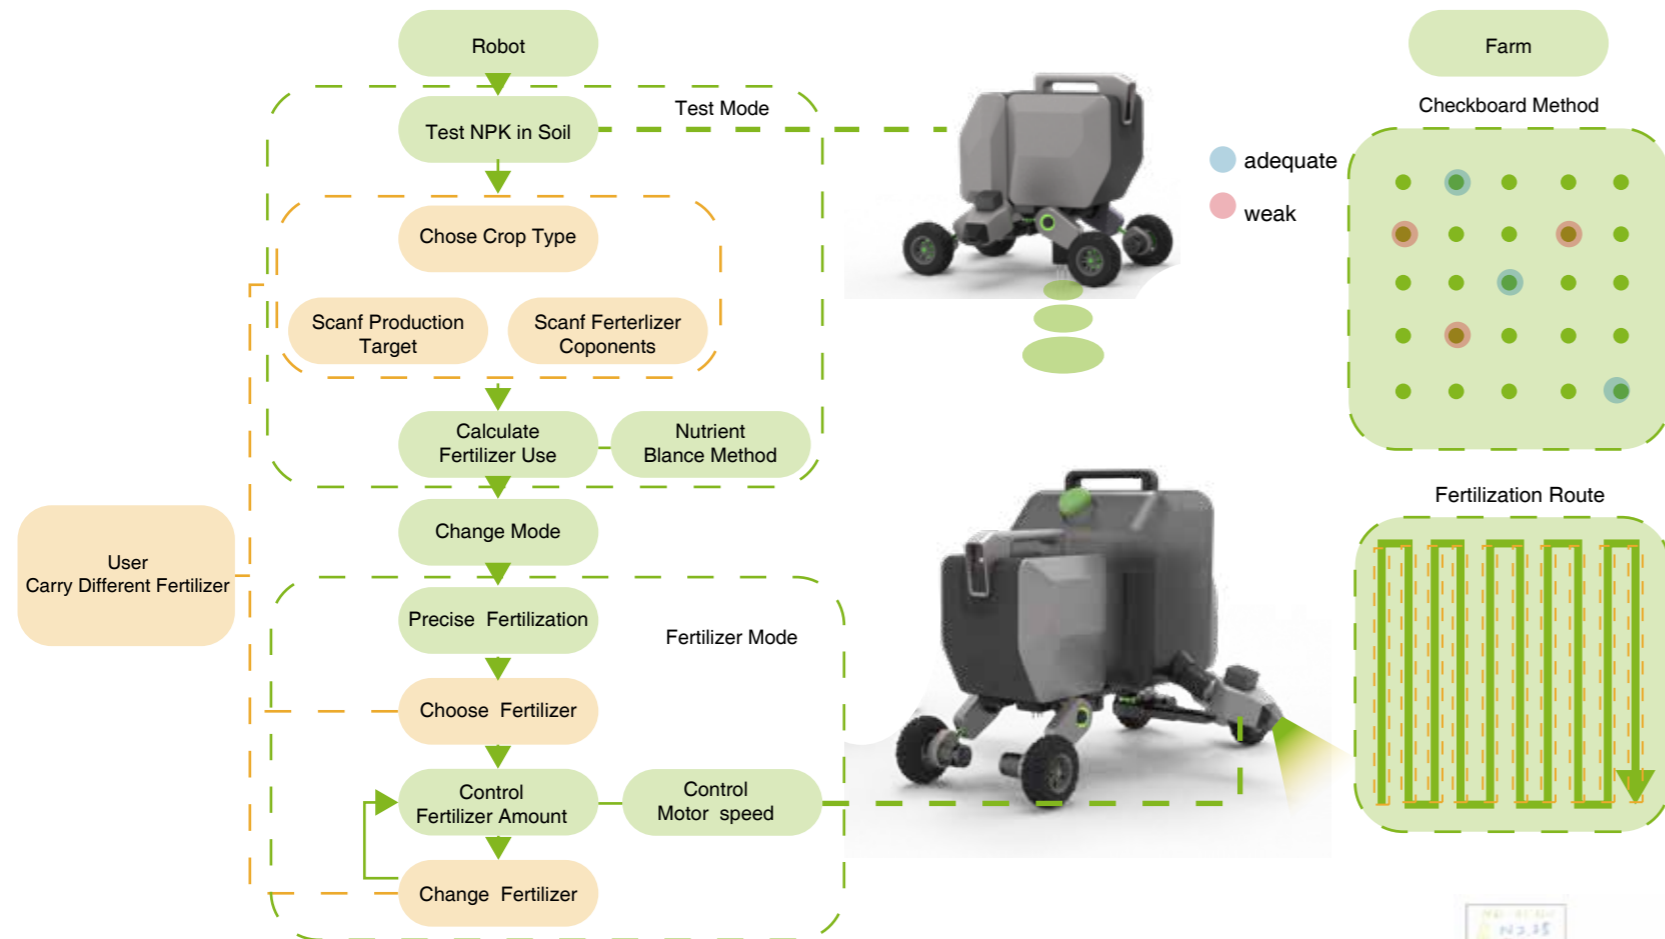 Robot
Farm
Test Mode
Checkboard Method
Test NPK in Soil
adequate
weak
Chose Crop Type
Scanf Production
Target
Scanf Ferterlizer
Coponents
Calculate
Fertilizer Use
Nutrient
Blance Method
Change Mode
Fertilization Route
User
Carry Different Fertilizer
Precise Fertilization
Fertilizer Mode
Choose Fertilizer
Control
Fertilizer Amount
Control
Motor speed
Change Fertilizer